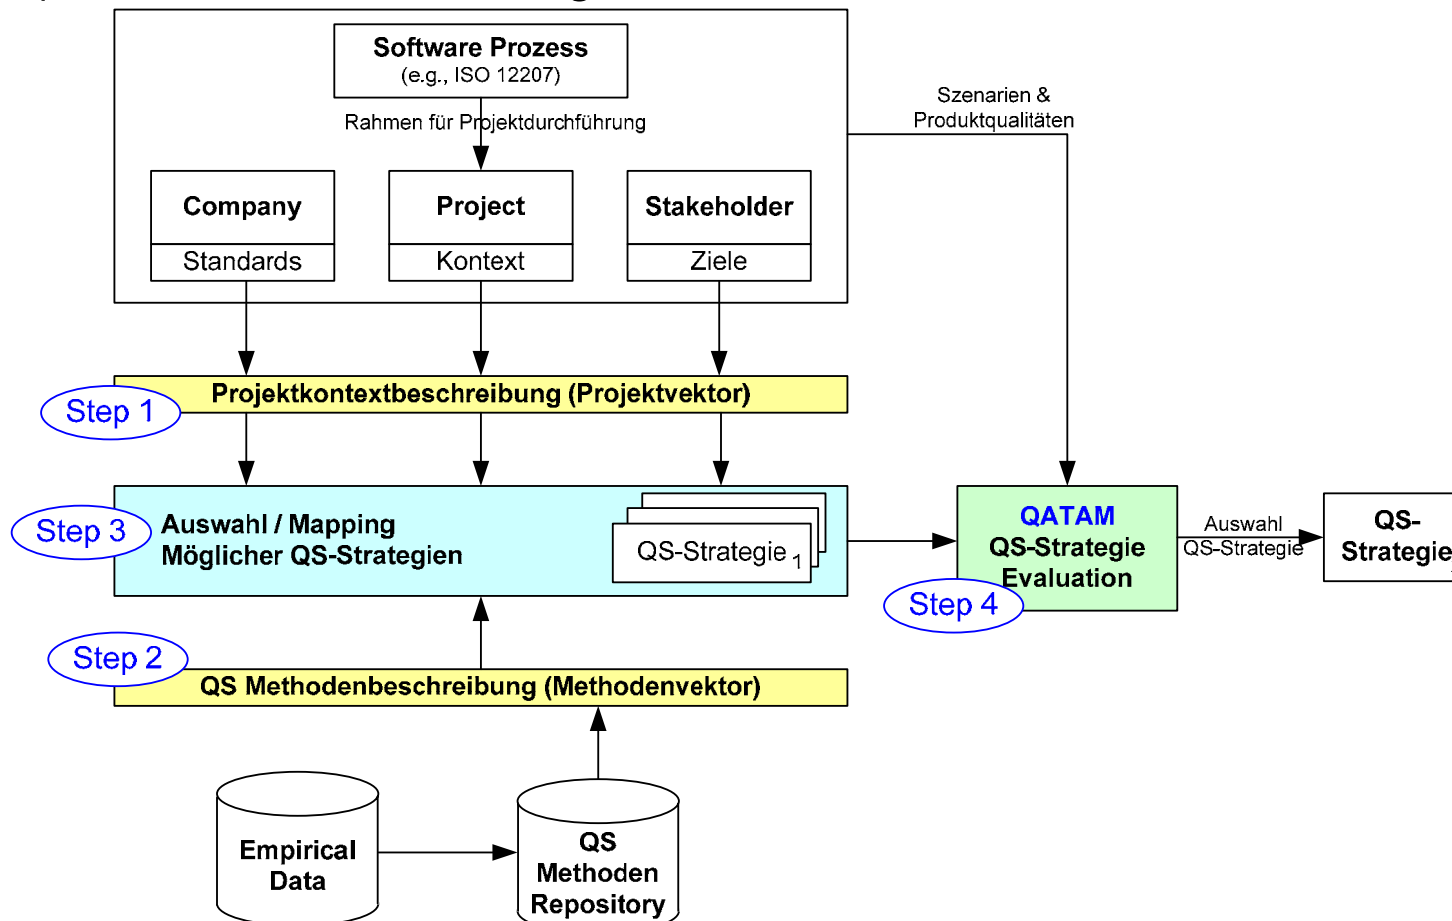 Software Prozess
(e.g., ISO 12207)
Rahmen für Projektdurchführung
Szenarien &
Produktqualitäten
Company
Standards
Project
Kontext
Stakeholder
Ziele
Projektkontextbeschreibung (Projektvektor)
Step 1
Step 3
Auswahl / Mapping
Möglicher QS-Strategien
QS-Strategie 1
QATAM
QS-Strategie
Evaluation
Step 4
Auswahl
QS-Strategie
QS-
Strategie
Step 2
QS Methodenbeschreibung (Methodenvektor)
Empirical
Data
QS
Methoden
Repository